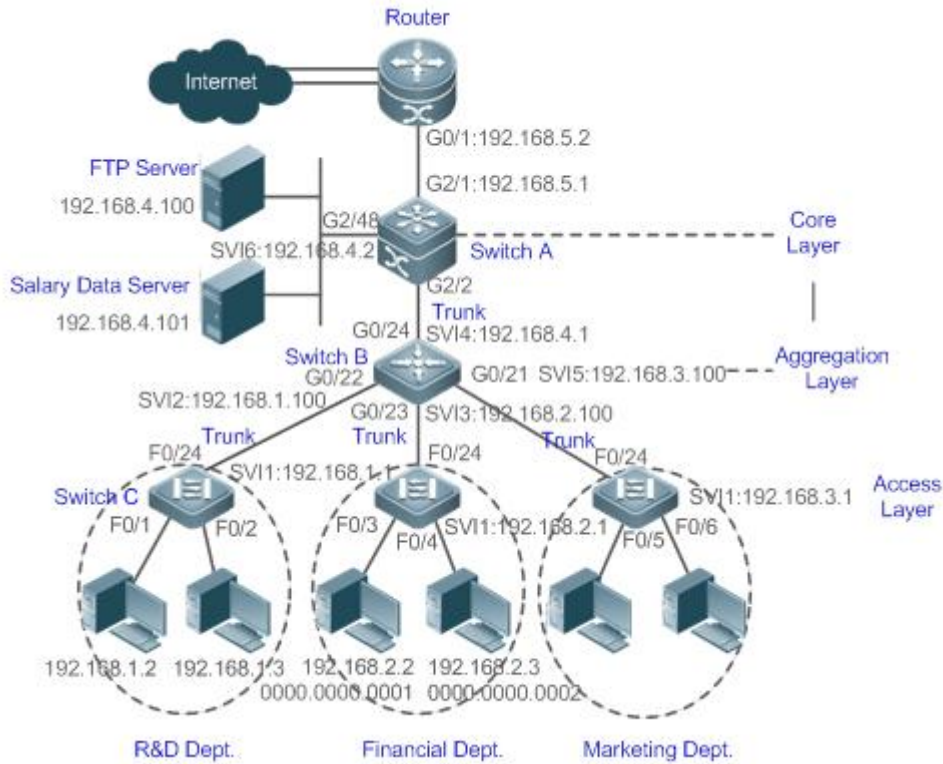 Router
Internet
G0/1:192.168.5.2
FTP Server
G2/1:192.168.5.1
192.168.4.100
G2/48
Core
Layer
SVI6:192.168.4.2
Switch A
Salary Data Server
G2/2
Trunk
192.168.4.101
G0/24
SVI4:192.168.4.1
Switch B
Aggregation
Layer
G0/22
G0/21
SVI5:192.168.3.100
SVI2:192.168.1.100
G0/23
SVI3:192.168.2.100
Trunk
Trunk
Trunk
F0/24
F0/24
F0/24
SVI1:192.168.1.1
Switch C
SVI1:192.168.3.1
Access
Layer
F0/1
F0/2
F0/3
F0/4
SVI1:192.168.2.1
F0/5
F0/6
192.168.1.2
192.168.1.3
192.168.2.2
192.168.2.3
0000.0000.0001
0000.0000.0002
R&D Dept.
Financial Dept.
Marketing Dept.